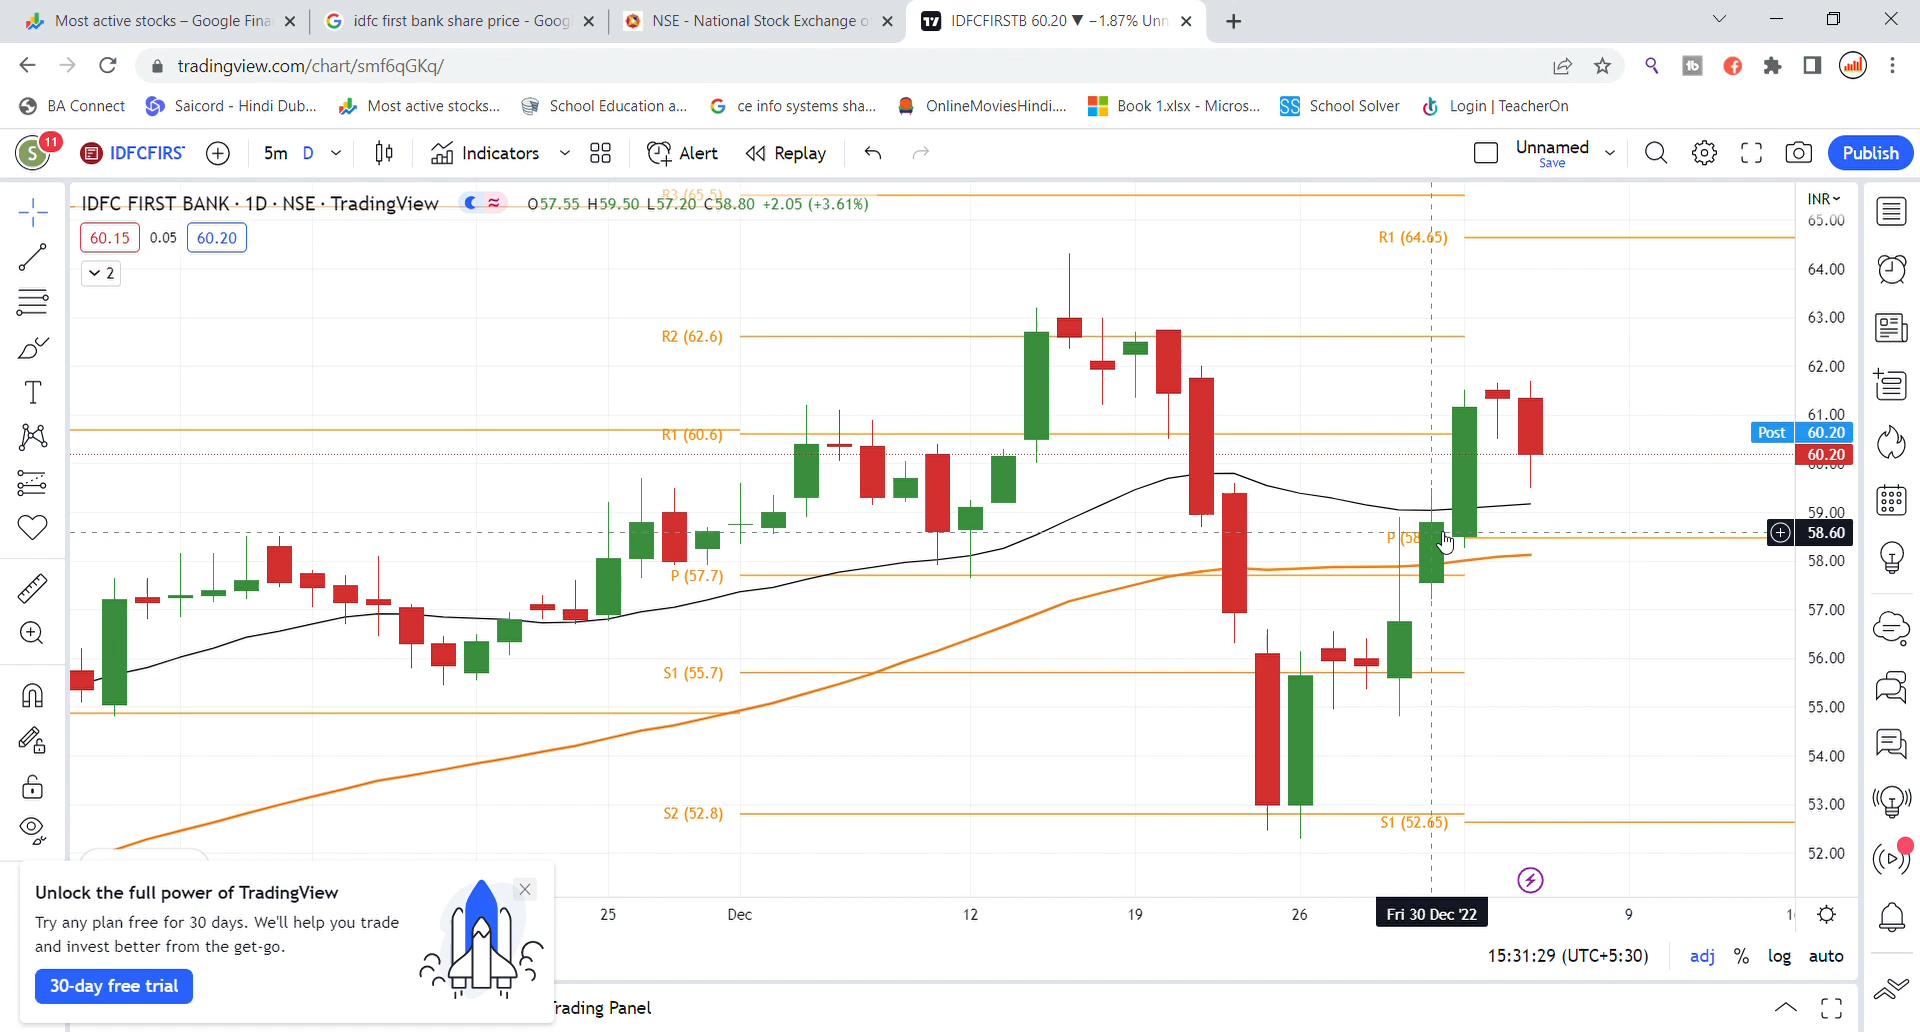 Most active stocks – Google Fina
idfc first bank share price - Goog
NSE - National Stock Exchange o
IDFCFIRSTB 60.20 ▼ −1.87% Unn
tradingview.com/chart/smf6qGKq/
BA Connect
Saicord - Hindi Dub...
Most active stocks...
School Education a...
ce info systems sha...
OnlineMoviesHindi....
Book 1.xlsx - Micros...
School Solver
Login | TeacherOn
S
11
IDFCFIRS
5m
D
Indicators
Alert
Replay
Unnamed
Save
Publish
IDFC FIRST BANK · 1D · NSE · TradingView
O57.55 H59.50 L57.20 C58.80 +2.05 (+3.61%)
R3 (65.5)
INR
60.15
0.05
60.20
2
65.00
R1 (64.65)
64.00
63.00
R2 (62.6)
62.00
61.00
R1 (60.6)
Post 60.20
60.20
59.00
P (58
58.60
58.00
P (57.7)
57.00
56.00
S1 (55.7)
55.00
54.00
53.00
S2 (52.8)
S1 (52.65)
52.00
25
Dec
12
19
26
Fri 30 Dec '22
9
Unlock the full power of TradingView
Try any plan free for 30 days. We'll help you trade
and invest better from the get-go.
30-day free trial
15:31:29 (UTC+5:30)
adj
%
log
auto
rading Panel